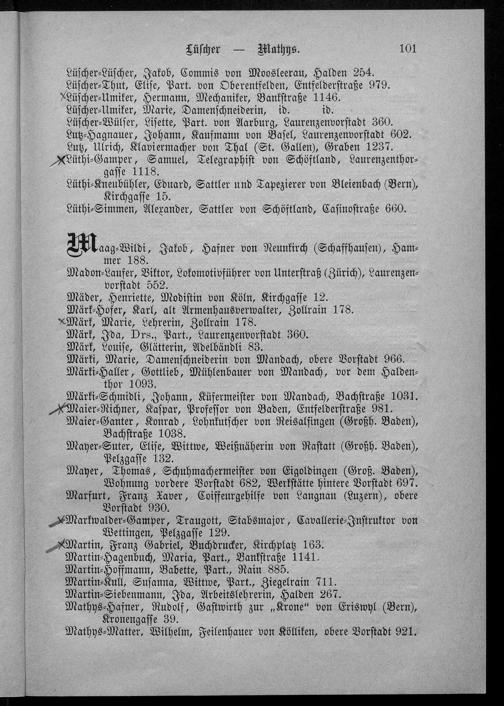 Lüscher — Mathys. 101
Lüscher-Lüscher, Jakob, Commis von Moosleerau, Halden 254.
Lüscher-Thut, Elise, Part. von Oberentfelden, Entfelderstraße 979.
Lüscher-Umiker, Hermann, Mechaniker, Bankstraße 1146.
Lüscher-Umiker, Marie, Damenschneiderin, id. id.
Lüscher-Wülser, Lisette, Part. von Aarburg, Laurenzenvorstadt 360.
Lutz-Hagnauer, Johann, Kaufmann von Basel, Laurenzenvorstadt 602.
Lutz, Ulrich, Klaviermacher von Thal (St. Gallen), Graben 1237.
Lüthi-Gamper, Samuel, Telegraphist von Schöftland, Laurenzenthor-
gasse 1118.
Lüthi-Kneubühler, Eduard, Sattler und Tapezierer von Bleienbach (Bern),
Kirchgasse 15.
Lüthi-Simmen, Alexander, Sattler von Schöftland, Casinostraße 660.
Maag-Wildi, Jakob, Hafner von Neunkirch (Schaffhausen), Ham-
mer 188.
Madon-Laufer, Viktor, Lokomotivführer von Unterstraß (Zürich), Laurenzen-
vorstadt 552.
Mäder, Henriette, Modistin von Köln, Kirchgasse 12.
Märk-Hofer, Karl, alt Armenhausverwalter, Zollrain 178.
Märk, Marie, Lehrerin, Zollrain 178.
Märk, Ida, Drs., Part., Laurenzenvorstadt 360.
Märk, Louise, Glätterin, Adelbändli 83.
Märki, Marie, Damenschneiderin von Mandach, obere Vorstadt 966.
Märki-Haller, Gottlieb, Mühlenbauer von Mandach, vor dem Halden-
thor 1093.
Märki-Schmidli, Johann, Küfermeister von Mandach, Bachstraße 1031.
Maier-Richner, Kaspar, Professor von Baden, Entfelderstraße 981.
Maier-Ganter, Konrad, Lohnkutscher von Reiselfingen (Großh. Baden),
Bachstraße 1038.
Mayer-Suter, Elise, Wittwe, Weißnäherin von Rastatt (Großh. Baden),
Pelzgasse 132.
Mayer, Thomas, Schuhmachermeister von Eigoldingen (Groß. Baden),
Wohnung vordere Vorstadt 682, Werkstätte hintere Vorstadt 697.
Marfurt, Franz Xaver, Coiffeurgehilfe von Langnau (Luzern), obere
Vorstadt 930.
Markwalder-Gamper, Traugott, Stabsmajor, Cavallerie-Instruktor von
Wettingen, Pelzgasse 129.
Martin, Franz Gabriel, Buchdrucker, Kirchplatz 163.
Martin-Hagenbuch, Maria, Part., Bankstraße 1141.
Martin-Hoffmann, Babette, Part., Rain 885.
Martin-Kull, Susanna, Wittwe, Part., Ziegelrain 711.
Martin-Siebenmann, Ida, Arbeitslehrerin, Halden 267.
Mathys-Hafner, Rudolf, Gastwirth zur „Krone“ von Eriswyl (Bern),
Kronengasse 39.
Mathys-Matter, Wilhelm, Feilenhauer von Kölliken, obere Vorstadt 921.